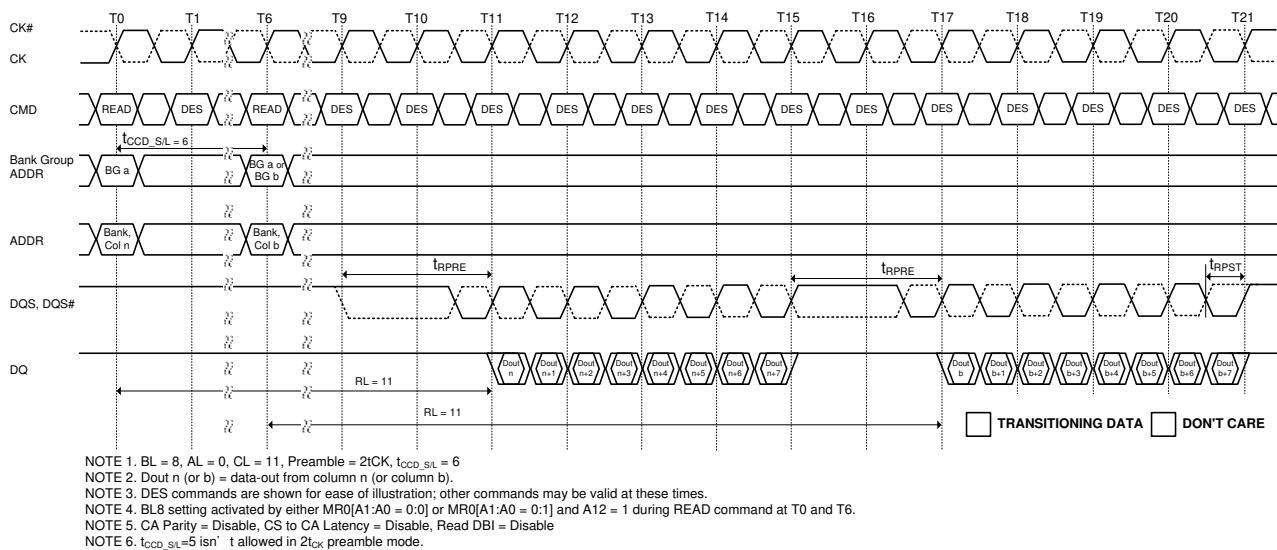 T0 T1 T6 T9 T10 T11 T12 T13 T14 T15 T16 T17 T18 T19 T20 T21
CK#
CK
CMD READ DES READ DES DES DES DES DES DES DES DES DES DES DES DES DES
tCCD_S/L = 6
Bank Group
ADDR
BG a
BG a or
BG b
ADDR
Bank,
Col n
Bank,
Col b
tRPRE tRPRE tRPST
DQS, DQS#
DQ
Dout
n
Dout
n+1
Dout
n+2
Dout
n+3
Dout
n+4
Dout
n+5
Dout
n+6
Dout
n+7
Dout
b
Dout
b+1
Dout
b+2
Dout
b+3
Dout
b+4
Dout
b+5
Dout
b+6
Dout
b+7
RL = 11
RL = 11
TRANSITIONING DATA DON'T CARE
NOTE 1. BL = 8, AL = 0, CL = 11, Preamble = 2tCK, tCCD_S/L = 6
NOTE 2. Dout n (or b) = data-out from column n (or column b).
NOTE 3. DES commands are shown for ease of illustration; other commands may be valid at these times.
NOTE 4. BL8 setting activated by either MR0[A1:A0 = 0:0] or MR0[A1:A0 = 0:1] and A12 = 1 during READ command at T0 and T6.
NOTE 5. CA Parity = Disable, CS to CA Latency = Disable, Read DBI = Disable
NOTE 6. tCCD_S/L=5 isn' t allowed in 2tCK preamble mode.